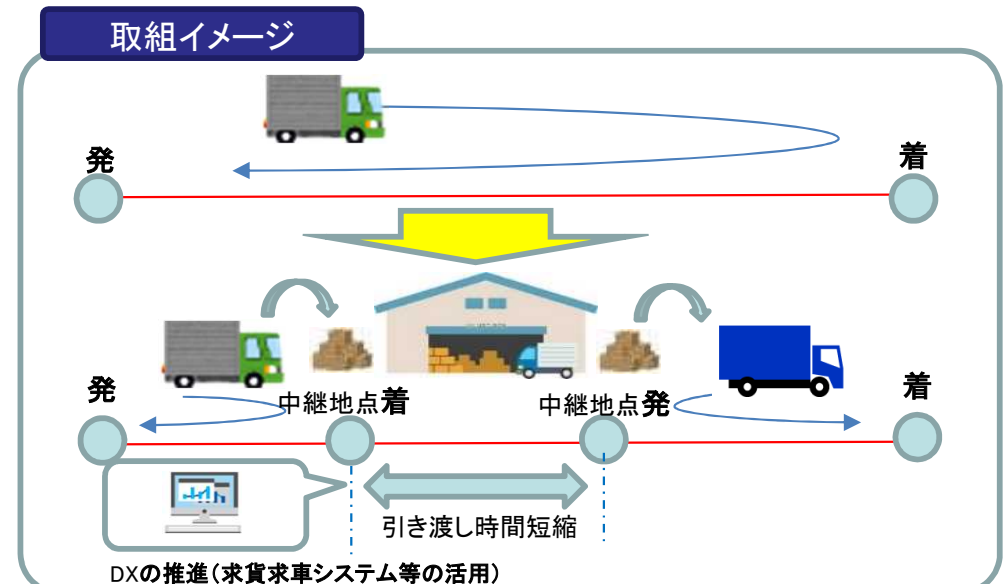 取組イメージ
発
着
発
中継地点着
中継地点発
着
引き渡し時間短縮
DXの推進（求貨求車システム等の活用）